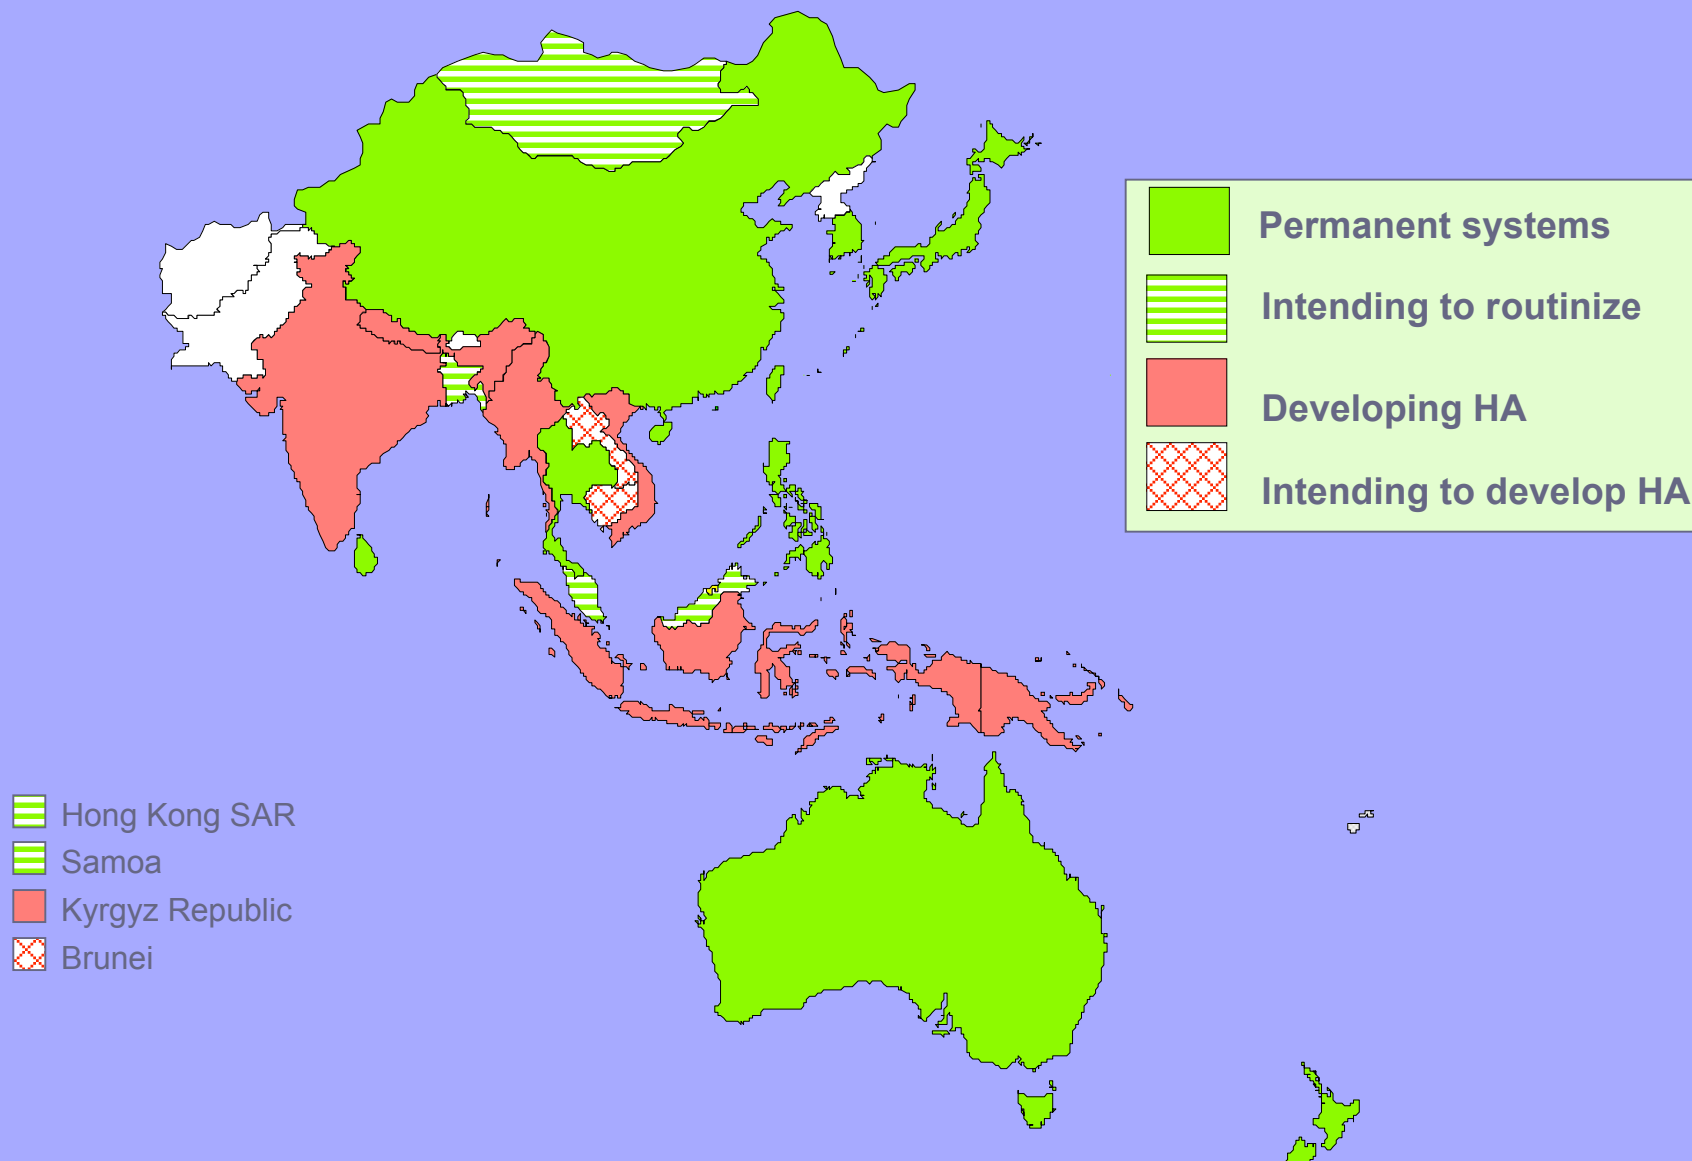 Permanent systems
Intending to routinize
Developing HA
Intending to develop HA
Hong Kong SAR
Samoa
Kyrgyz Republic
Brunei